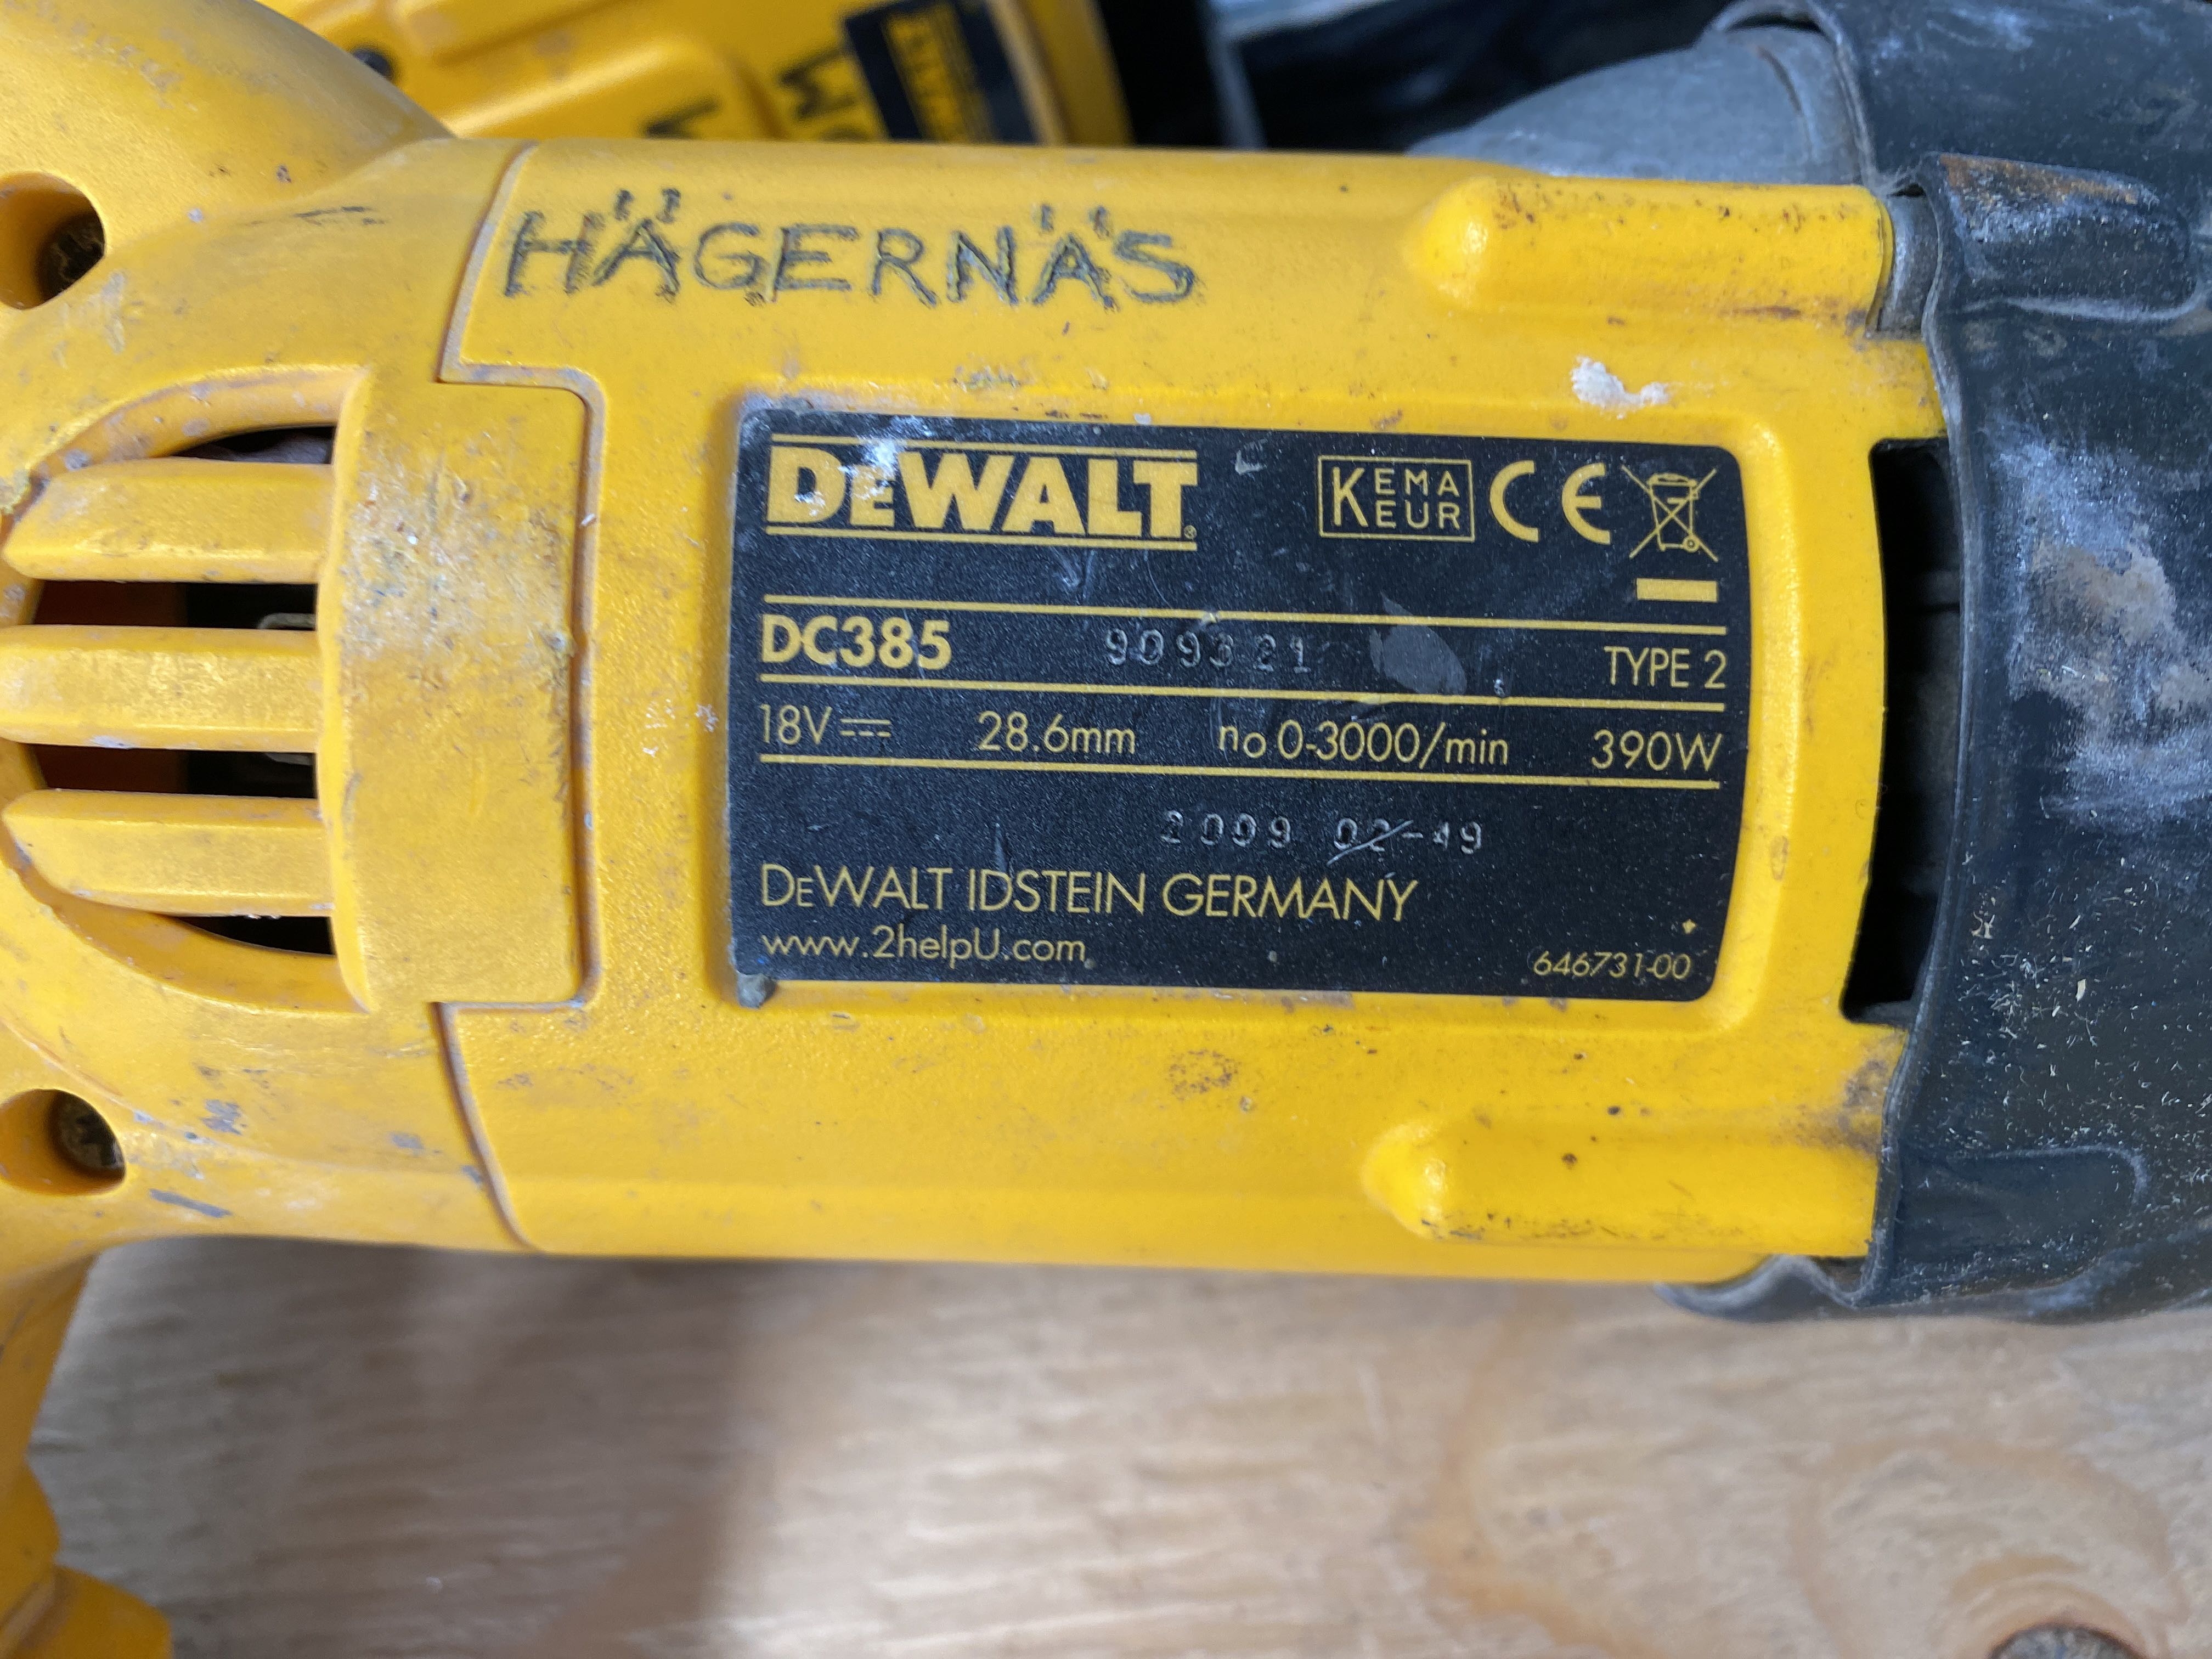 HÄGERNÄS
DEWALT
KEMA
KEUR
CE
DC385 909321 TYPE 2
18V 28.6mm no 0-3000/min 390W
2009 02-49
DEWALT IDSTEIN GERMANY
www.2helpU.com
646731-00